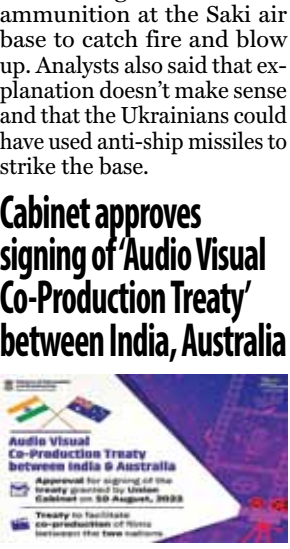 ammunition at the Saki air
base to catch fire and blow
up. Analysts also said that ex-
planation doesn’t make sense
and that the Ukrainians could
have used anti-ship missiles to
strike the base.
Cabinet approves
signing of ‘Audio Visual
Co-Production Treaty’
between India, Australia
Audio Visual
Co-Production Treaty
between India & Australia
Approval for signing of the
treaty granted by Union
Cabinet on 10 August, 2022
Treaty to facilitate
co-production of films
between the two nations